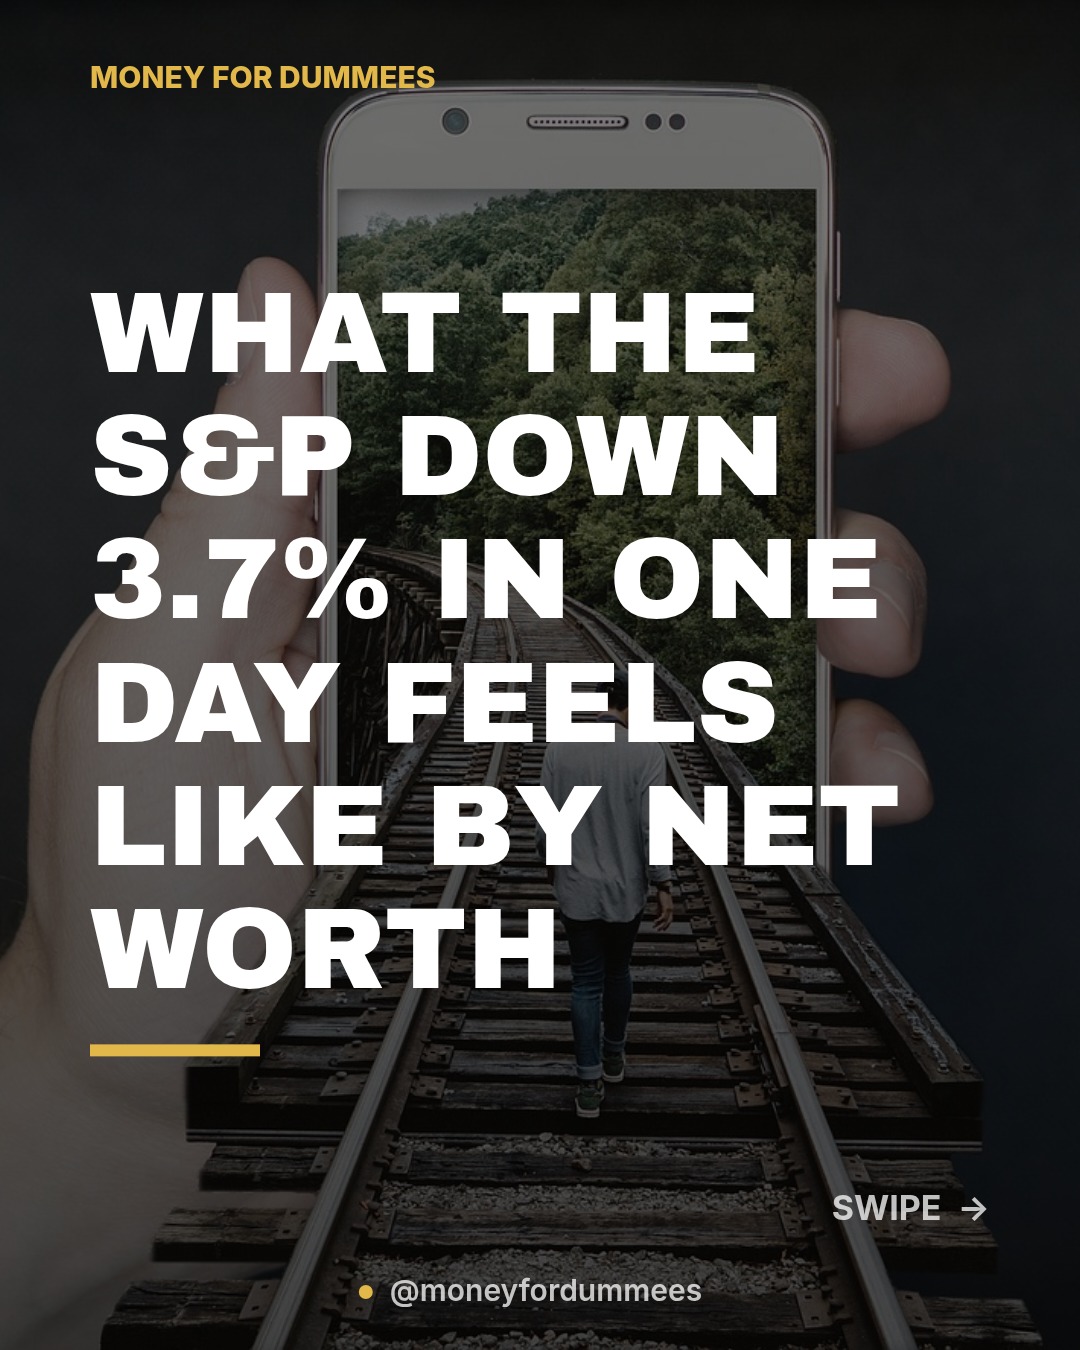 MONEY FOR DUMMEES
WHAT THE
S&P DOWN
3.7% IN ONE
DAY FEELS
LIKE BY NET
WORTH
SWIPE →
@moneyfordummees